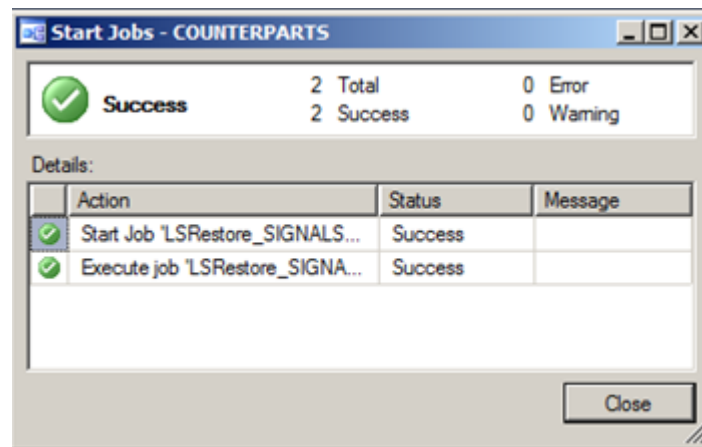 Start Jobs - COUNTERPARTS
Success 2 Total 0 Error
2 Success 0 Warning
Details:
Action Status Message
Start Job 'LSRestore_SIGNALS... Success
Execute job 'LSRestore_SIGNA... Success
Close